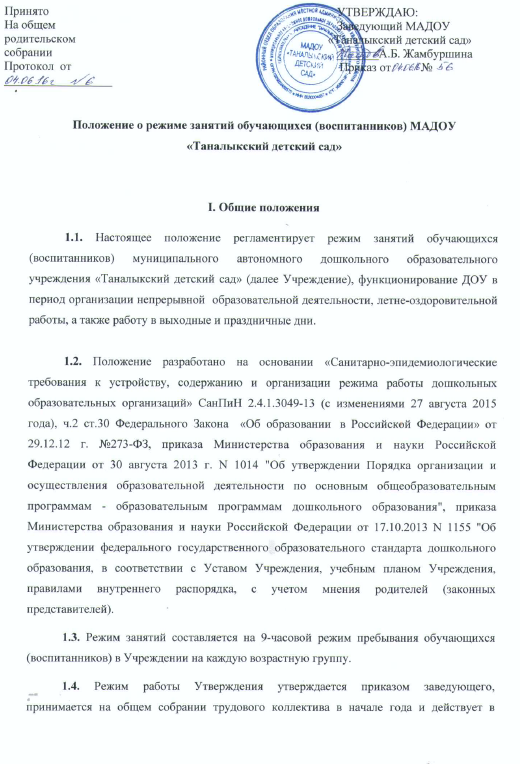 Принято
На общем
родительском
собрании
Протокол от
04.06.16г №6
УТВЕРЖДАЮ:
Заведующий МАДОУ
«Таналыкский детский сад»
А.Б. Жамбуршина
Приказ от № 56
МАДОУ
«ТАНАЛЫКСКИЙ
ДЕТСКИЙ
САД»
Положение о режиме занятий обучающихся (воспитанников) МАДОУ
«Таналыкский детский сад»
I. Общие положения
1.1. Настоящее положение регламентирует режим занятий обучающихся
(воспитанников) муниципального автономного дошкольного образовательного
учреждения «Таналыкский детский сад» (далее Учреждение), функционирование ДОУ в
период организации непрерывной образовательной деятельности, летне-оздоровительной
работы, а также работу в выходные и праздничные дни.
1.2. Положение разработано на основании «Санитарно-эпидемиологические
требования к устройству, содержанию и организации режима работы дошкольных
образовательных организаций» СанПиН 2.4.1.3049-13 (с изменениями 27 августа 2015
года), ч.2 ст.30 Федерального Закона «Об образовании в Российской Федерации» от
29.12.12 г. №273-ФЗ, приказа Министерства образования и науки Российской
Федерации от 30 августа 2013 г. N 1014 "Об утверждении Порядка организации и
осуществления образовательной деятельности по основным общеобразовательным
программам - образовательным программам дошкольного образования", приказа
Министерства образования и науки Российской Федерации от 17.10.2013 N 1155 "Об
утверждении федерального государственного образовательного стандарта дошкольного
образования, в соответствии с Уставом Учреждения, учебным планом Учреждения,
правилами внутреннего распорядка, с учетом мнения родителей (законных
представителей).
1.3. Режим занятий составляется на 9-часовой режим пребывания обучающихся
(воспитанников) в Учреждении на каждую возрастную группу.
1.4. Режим работы Утверждения утверждается приказом заведующего,
принимается на общем собрании трудового коллектива в начале года и действует в